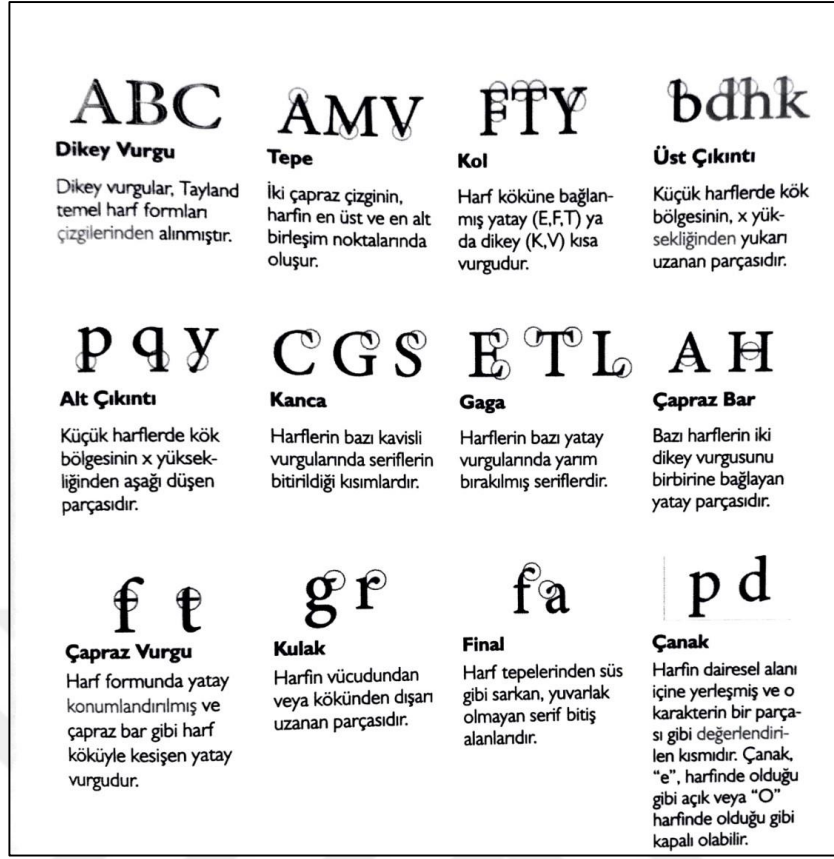 ABC
Dikey Vurgu
Dikey vurgular, Tayland
temel harf formları
çizgilerinden alınmıştır.
AMV
Tepe
İki çapraz çizginin,
harfin en üst ve en alt
birleşim noktalarında
oluşur.
FTY
Kol
Harf köküne bağlan-
mış yatay (E,F,T) ya
da dikey (K,V) kısa
vurgudur.
bdhk
Üst Çıkıntı
Küçük harflerde kök
bölgesinin, x yük-
sekliğinden yukarı
uzanan parçasıdır.
p q y
Alt Çıkıntı
Küçük harflerde kök
bölgesinin x yüksek-
liğinden aşağı düşen
parçasıdır.
C G S
Kanca
Harflerin bazı kavisli
vurgularında seriflerin
bitirildiği kısımlardır.
E T L
Gaga
Harflerin bazı yatay
vurgularında yarım
bırakılmış seriflerdir.
A H
Çapraz Bar
Bazı harflerin iki
dikey vurgusunu
birbirine bağlayan
yatay parçasıdır.
f t
Çapraz Vurgu
Harf formunda yatay
konumlandırılmış ve
çapraz bar gibi harf
köküyle kesişen yatay
vurgudur.
g r
Kulak
Harfin vücudundan
veya kökünden dışarı
uzanan parçasıdır.
f a
Final
Harf tepelerinden süs
gibi sarkan, yuvarlak
olmayan serif bitiş
alanlarıdır.
p d
Çanak
Harfin dairesel alanı
içine yerleşmiş ve o
karakterin bir parça-
sı gibi değerlendiri-
len kısmıdır. Çanak,
"e", harfinde olduğu
gibi açık veya "O"
harfinde olduğu gibi
kapalı olabilir.